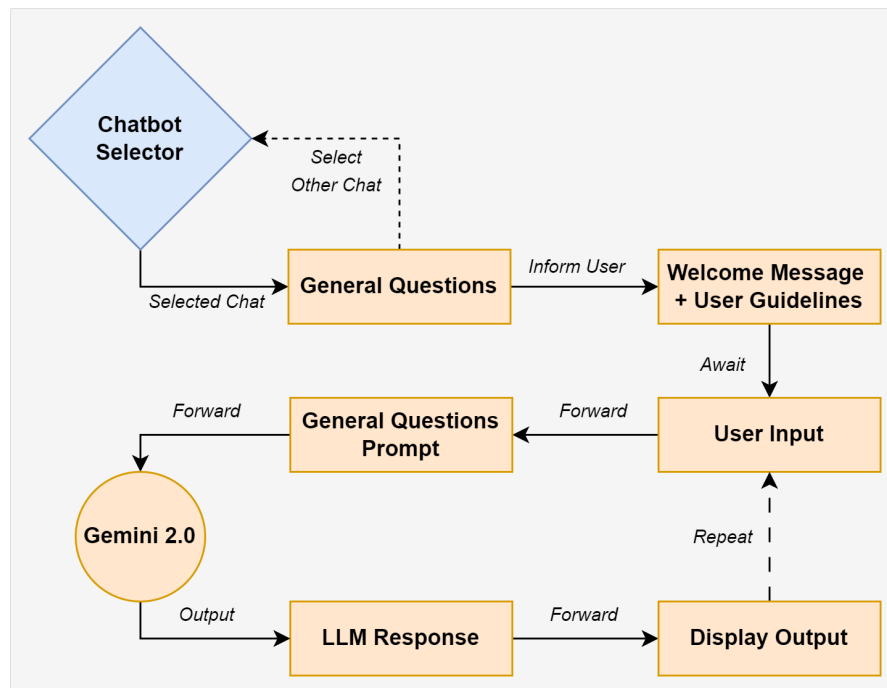 Chatbot
Selector
Select
Other Chat
Selected Chat
General Questions
Inform User
Welcome Message
+ User Guidelines
Await
User Input
Forward
General Questions
Prompt
Forward
Gemini 2.0
Output
LLM Response
Forward
Display Output
Repeat